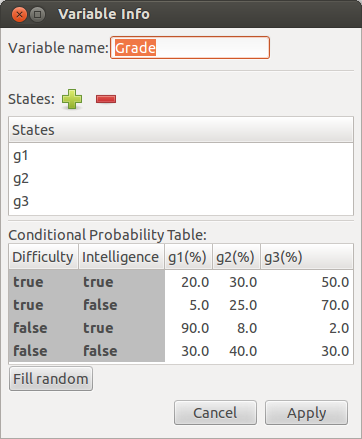 Variable Info
Variable name: Grade
States:
States
g1
g2
g3
Conditional Probability Table:
Difficulty Intelligence g1(%) g2(%) g3(%)
true true 20.0 30.0 50.0
true false 5.0 25.0 70.0
false true 90.0 8.0 2.0
false false 30.0 40.0 30.0
Fill random
Cancel Apply